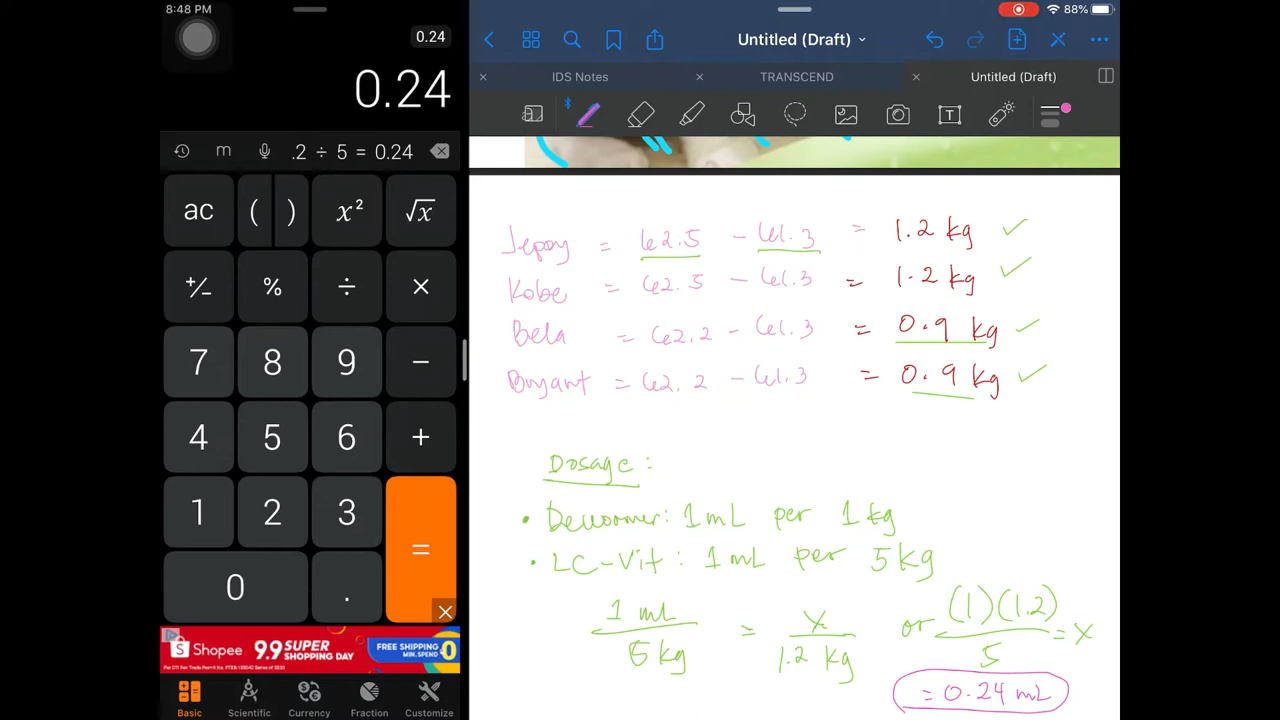 8:48 PM
88%
0.24
0.24
.2 ÷ 5 = 0.24
m
ac ( ) x² √x
+/- % ÷ ×
7 8 9 −
4 5 6 +
1 2 3 =
0 .
Shopee 9.9 SUPER SHOPPING DAY FREE SHIPPING MIN.SPEND 0
Basic Scientific Currency Fraction Customize
Untitled (Draft)
IDS Notes TRANSCEND Untitled (Draft)
T
Jepoy = 62.5 − 61.3 = 1.2 kg ✓
Kobe = 62.5 − 61.3 = 1.2 kg ✓
Bela = 62.2 − 61.3 = 0.9 kg ✓
Bryant = 62.2 − 61.3 = 0.9 kg ✓
Dosage :
• Dewormer: 1 mL per 1 kg
• LC-Vit : 1 mL per 5 kg
1 mL / 5 kg = x / 1.2 kg or (1)(1.2) / 5 = x
= 0.24 mL